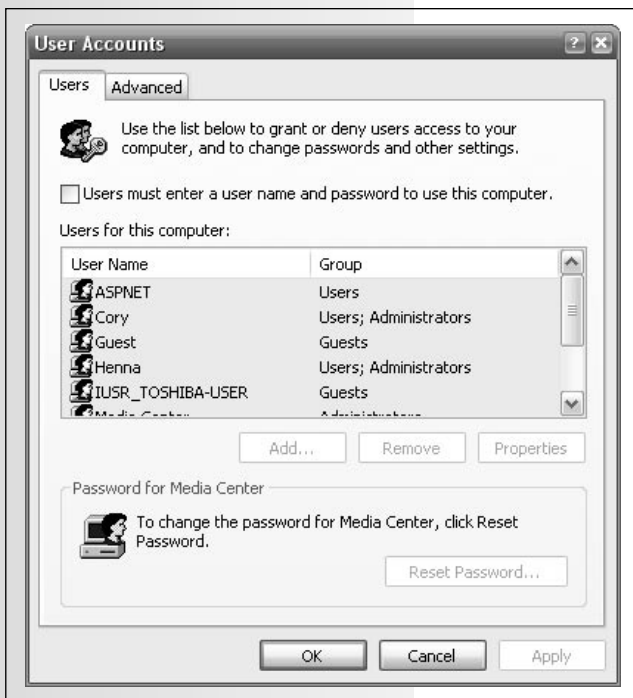 User Accounts
Users
Advanced
Use the list below to grant or deny users access to your
computer, and to change passwords and other settings.
Users must enter a user name and password to use this computer.
Users for this computer:
User Name Group
ASPNET Users
Cory Users; Administrators
Guest Guests
Henna Users; Administrators
IUSR_TOSHIBA-USER Guests
Media Center Administrators
Add... Remove Properties
Password for Media Center
To change the password for Media Center, click Reset
Password.
Reset Password...
OK Cancel Apply